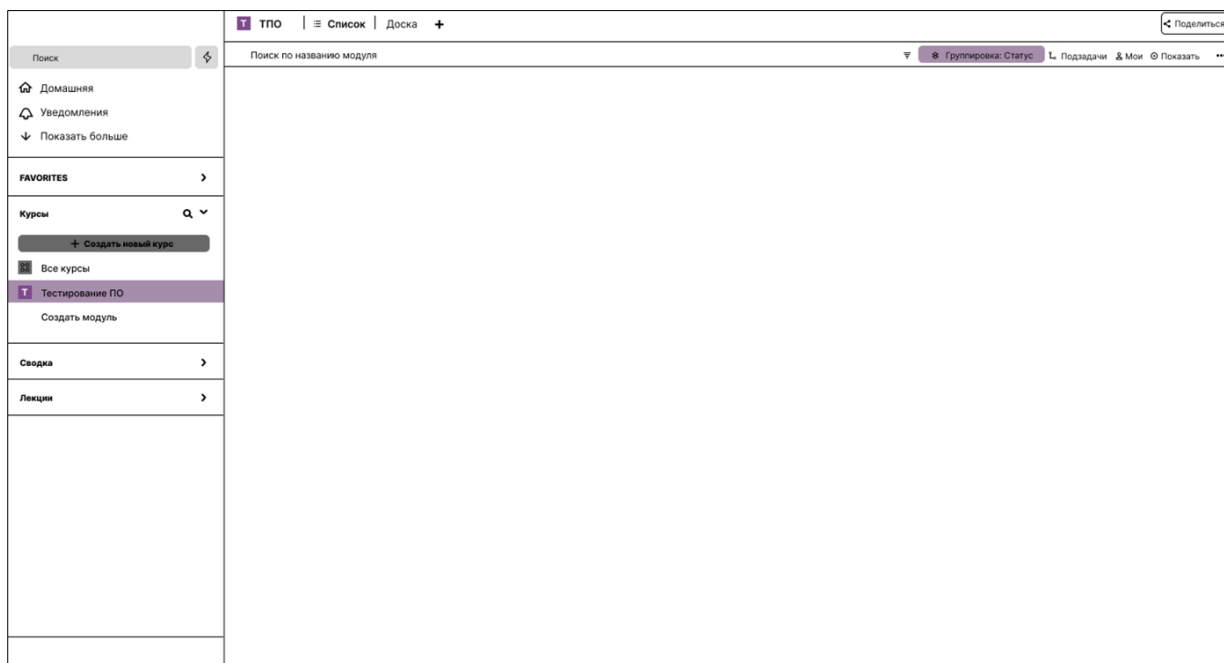 T ТПО Список Доска Поделиться
Поиск
Поиск по названию модуля Группировка: Статус Подзадачи Мои Показать
Домашняя
Уведомления
Показать больше
FAVORITES
Курсы
Создать новый курс
Все курсы
T Тестирование ПО
Создать модуль
Сводка
Лекции